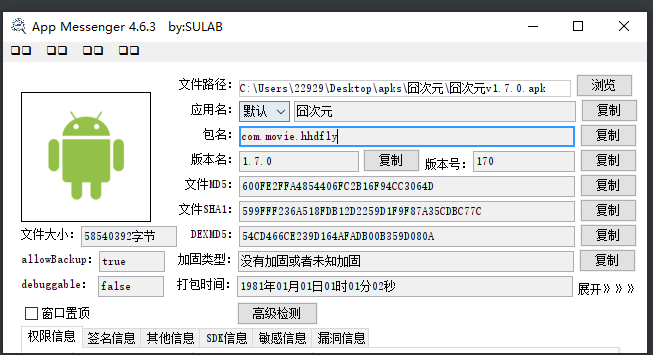 App Messenger 4.6.3 by:SULAB
文件路径: C:\Users\22929\Desktop\apks\囧次元\囧次元v1.7.0.apk 浏览
应用名: 默认 囧次元 复制
包名: com.movie.hhdfly 复制
版本名: 1.7.0 复制 版本号: 170 复制
文件MD5: 600FE2FFA4854406FC2B16F94CC3064D 复制
文件SHA1: 599FFF236A518FDB12D2259D1F9F87A35CDBC77C 复制
文件大小: 58540392字节 DEXMD5: 54CD466CE239D164AFADB00B359D080A 复制
allowBackup: true 加固类型: 没有加固或者未知加固 复制
debuggable: false 打包时间: 1981年01月01日01时01分02秒 展开》》》
窗口置顶 高级检测
权限信息 签名信息 其他信息 SDK信息 敏感信息 漏洞信息